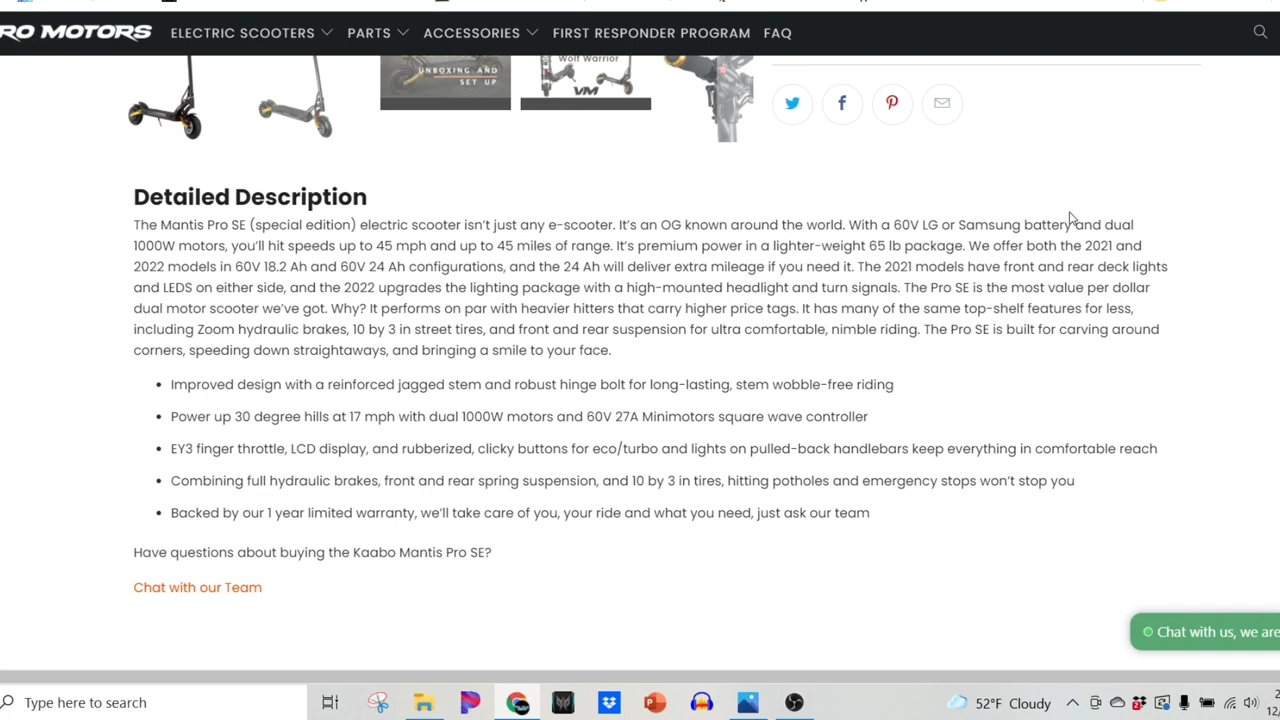 RO MOTORS ELECTRIC SCOOTERS PARTS ACCESSORIES FIRST RESPONDER PROGRAM FAQ
UNBOXING AND
SET UP
Wolf Warrior
VM
Detailed Description
The Mantis Pro SE (special edition) electric scooter isn’t just any e-scooter. It’s an OG known around the world. With a 60V LG or Samsung battery and dual
1000W motors, you’ll hit speeds up to 45 mph and up to 45 miles of range. It’s premium power in a lighter-weight 65 lb package. We offer both the 2021 and
2022 models in 60V 18.2 Ah and 60V 24 Ah configurations, and the 24 Ah will deliver extra mileage if you need it. The 2021 models have front and rear deck lights
and LEDS on either side, and the 2022 upgrades the lighting package with a high-mounted headlight and turn signals. The Pro SE is the most value per dollar
dual motor scooter we’ve got. Why? It performs on par with heavier hitters that carry higher price tags. It has many of the same top-shelf features for less,
including Zoom hydraulic brakes, 10 by 3 in street tires, and front and rear suspension for ultra comfortable, nimble riding. The Pro SE is built for carving around
corners, speeding down straightaways, and bringing a smile to your face.
• Improved design with a reinforced jagged stem and robust hinge bolt for long-lasting, stem wobble-free riding
• Power up 30 degree hills at 17 mph with dual 1000W motors and 60V 27A Minimotors square wave controller
• EY3 finger throttle, LCD display, and rubberized, clicky buttons for eco/turbo and lights on pulled-back handlebars keep everything in comfortable reach
• Combining full hydraulic brakes, front and rear spring suspension, and 10 by 3 in tires, hitting potholes and emergency stops won’t stop you
• Backed by our 1 year limited warranty, we’ll take care of you, your ride and what you need, just ask our team
Have questions about buying the Kaabo Mantis Pro SE?
Chat with our Team
Chat with us, we are
Type here to search 52°F Cloudy